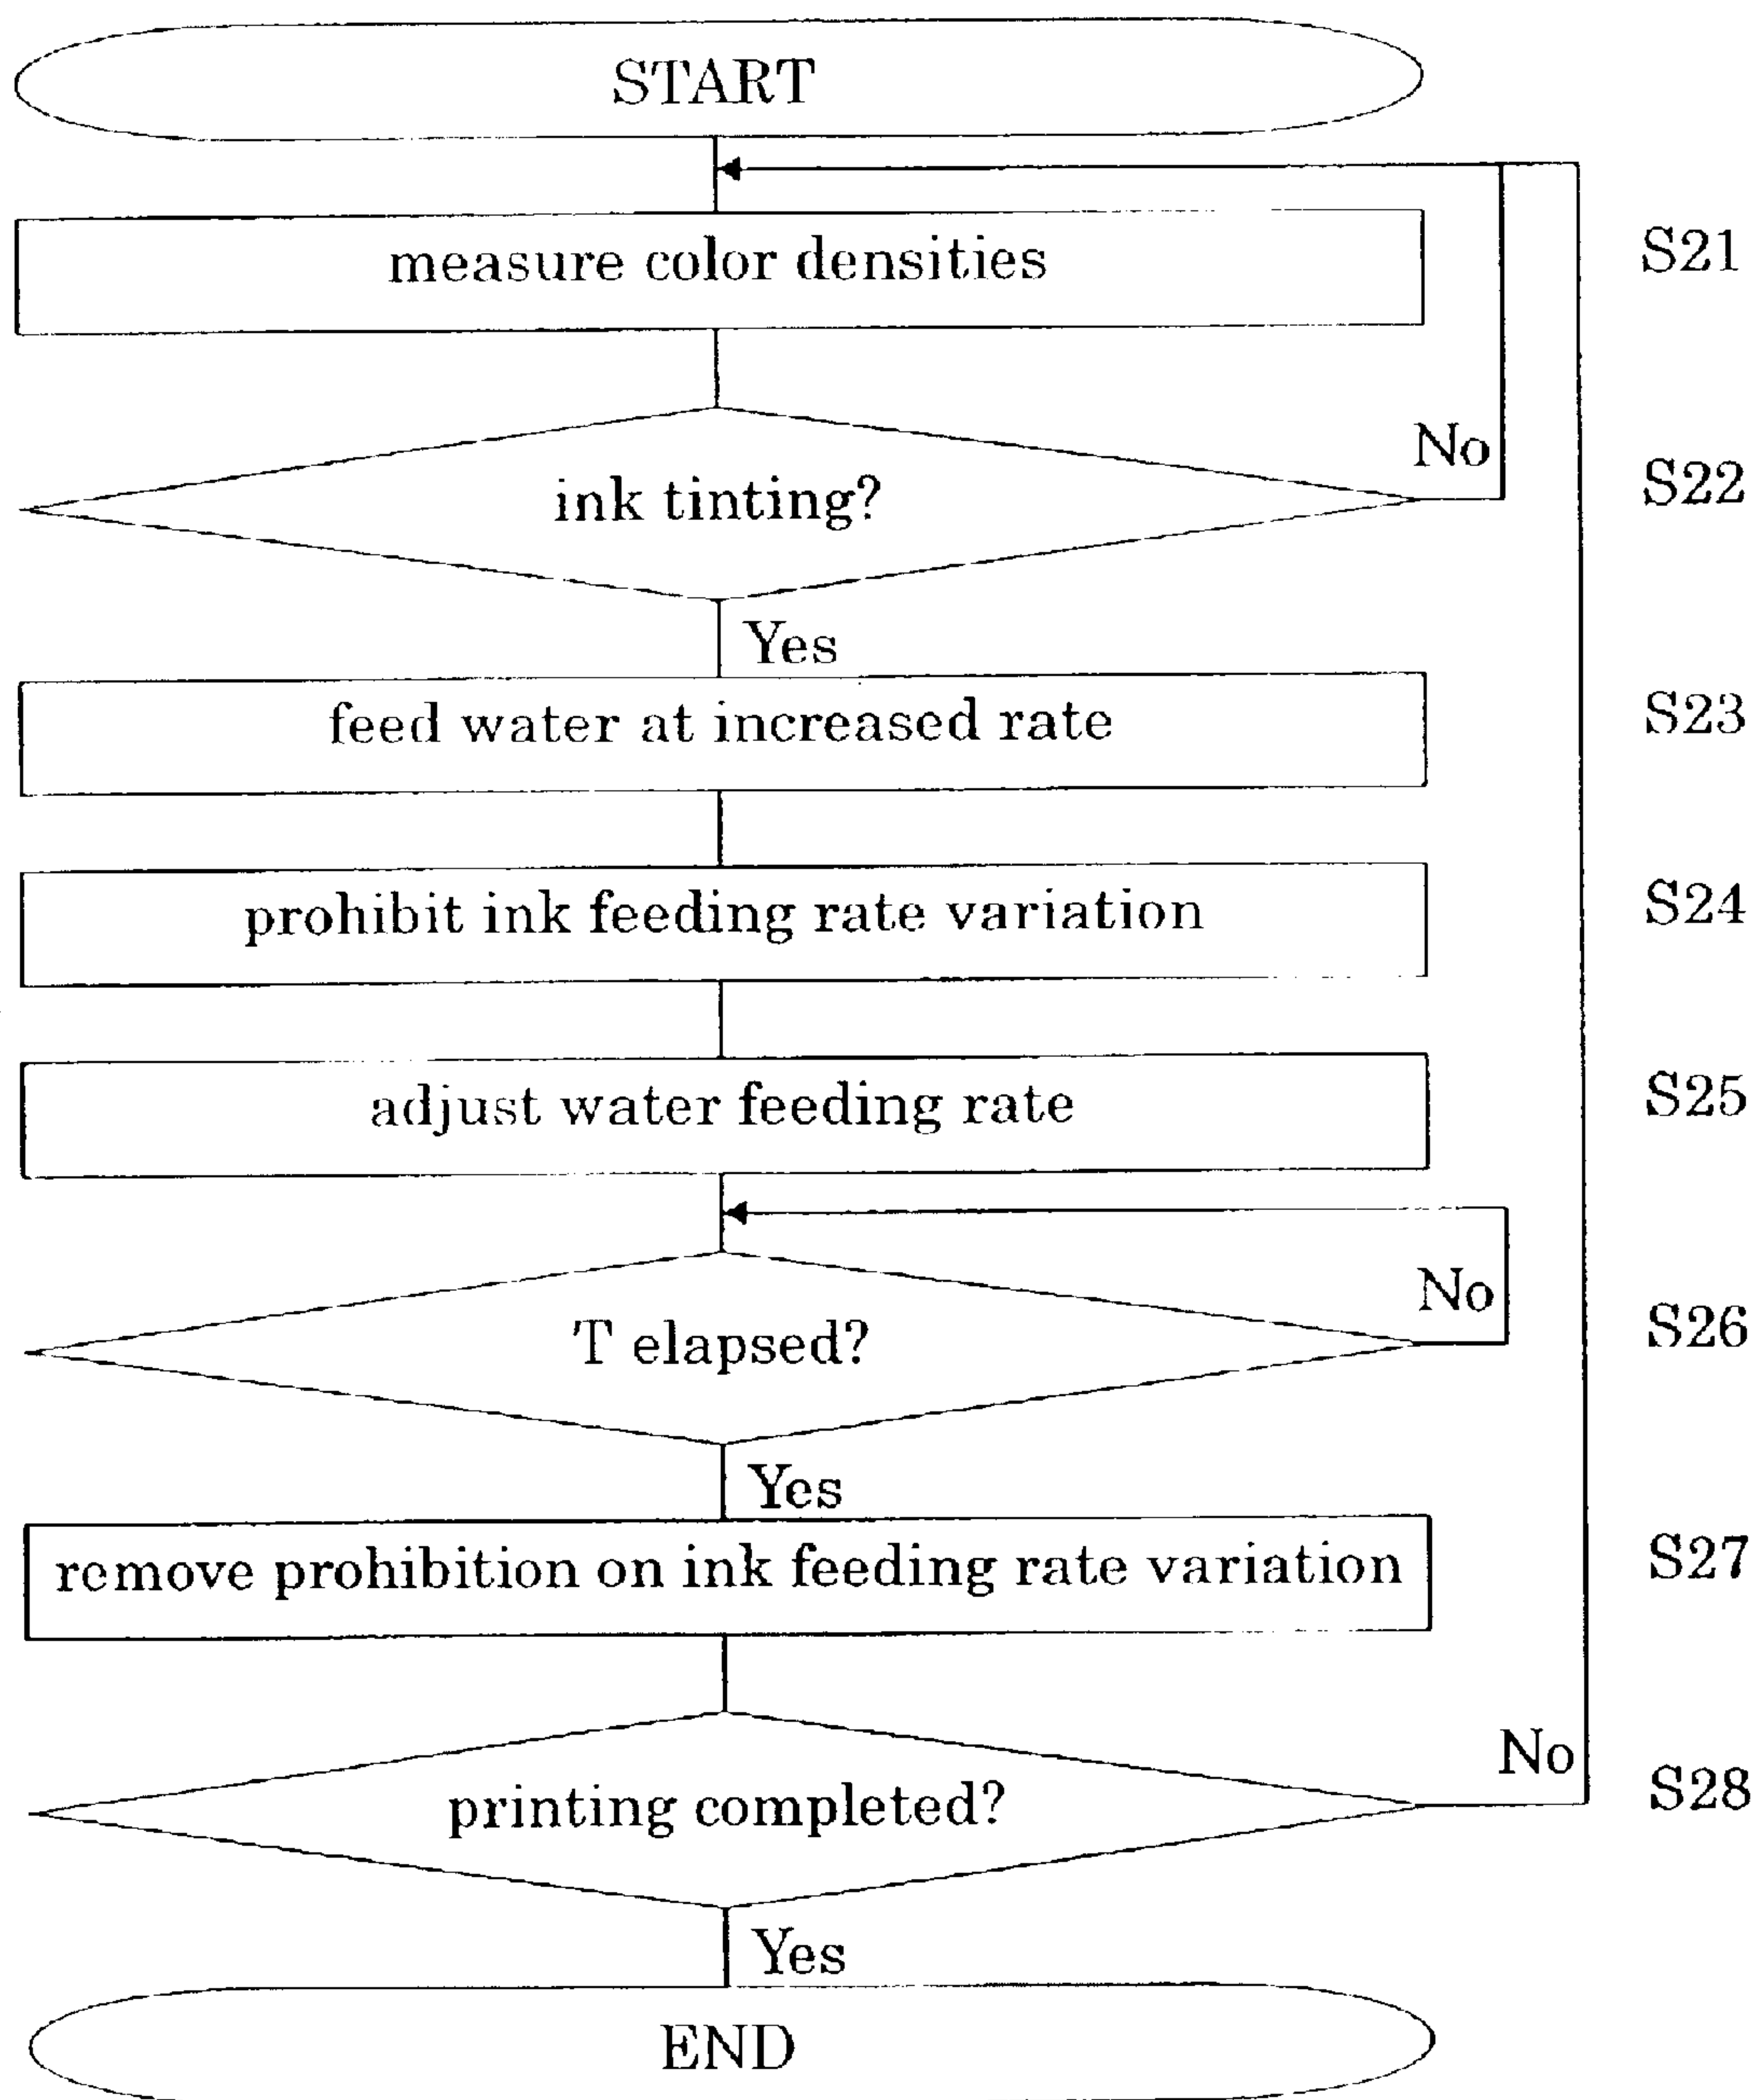 START
measure color densities
S21
No
ink tinting?
S22
Yes
feed water at increased rate
S23
prohibit ink feeding rate variation
S24
adjust water feeding rate
S25
No
T elapsed?
S26
Yes
remove prohibition on ink feeding rate variation
S27
No
printing completed?
S28
Yes
END